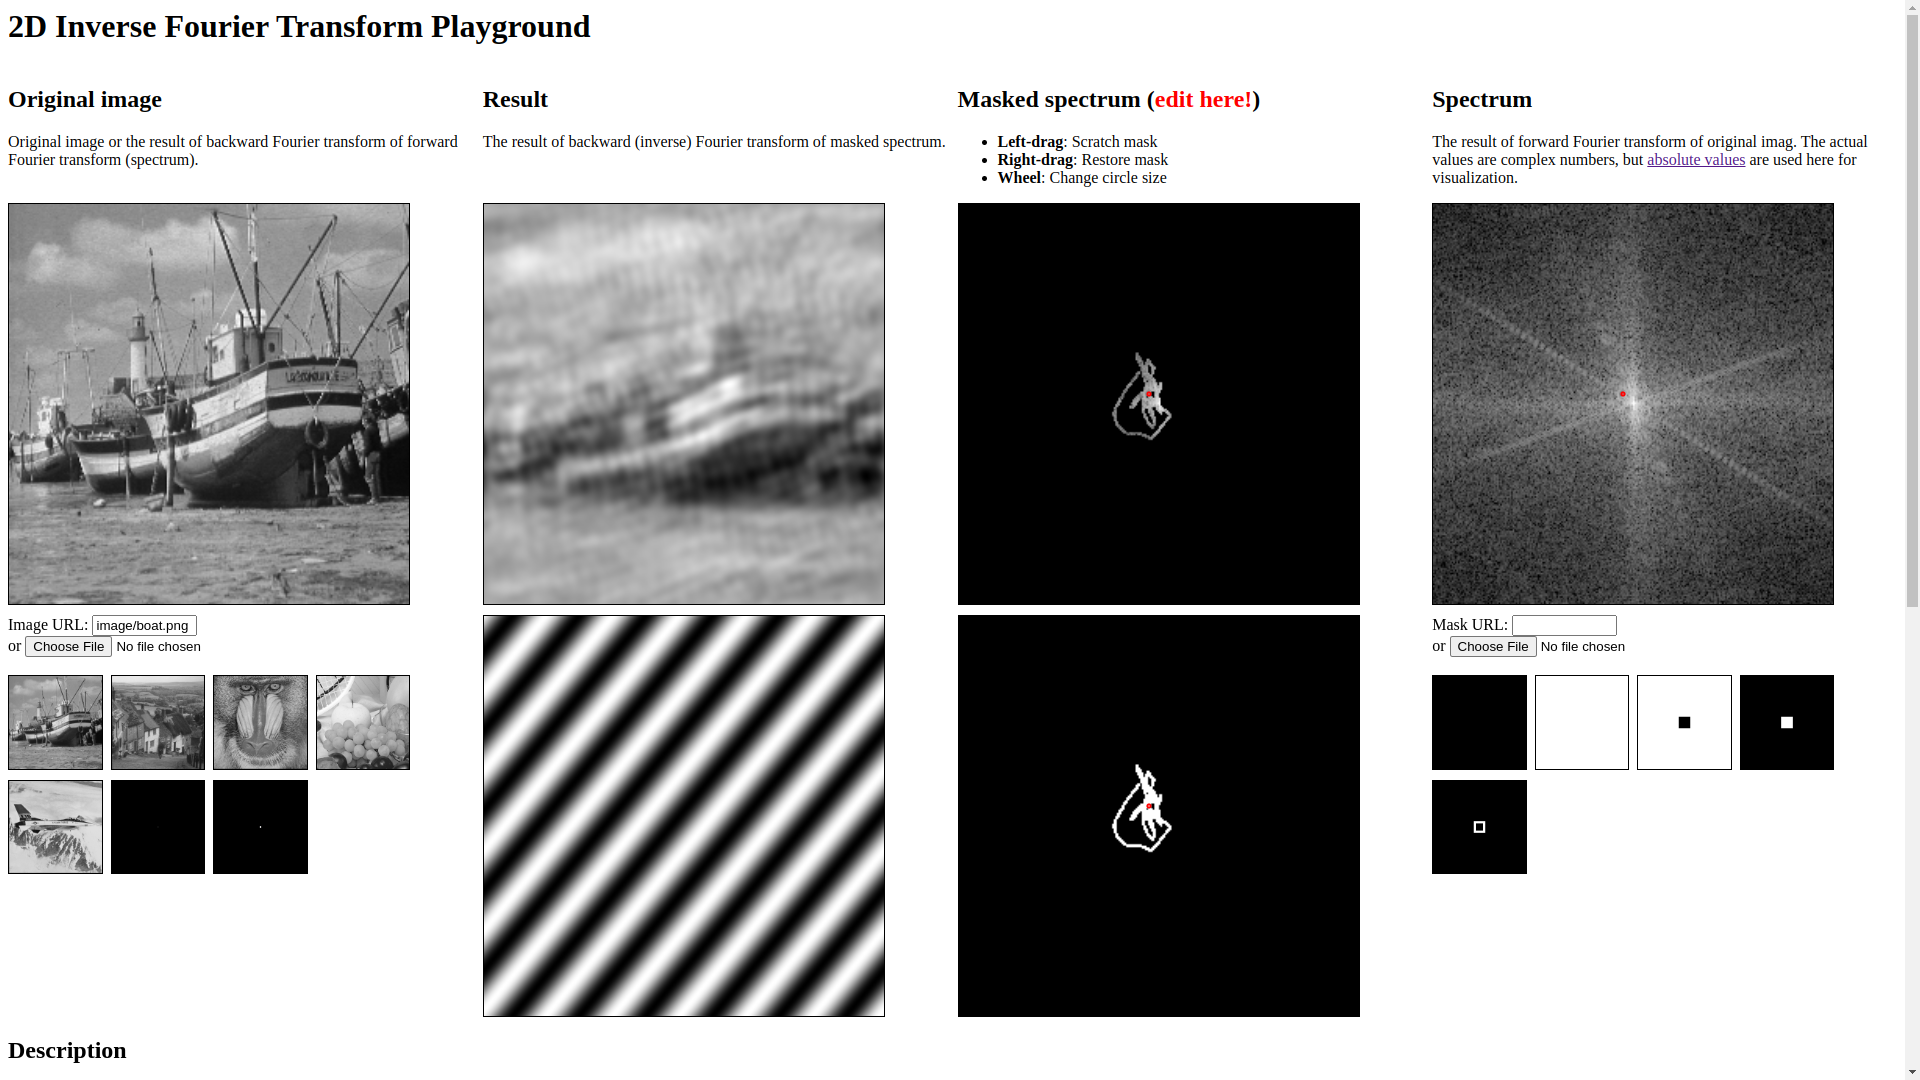 2D Inverse Fourier Transform Playground
Original image
Original image or the result of backward Fourier transform of forward
Fourier transform (spectrum).
Image URL: image/boat.png
or Choose File No file chosen
Result
The result of backward (inverse) Fourier transform of masked spectrum.
Masked spectrum (edit here!)
• Left-drag: Scratch mask
• Right-drag: Restore mask
• Wheel: Change circle size
Spectrum
The result of forward Fourier transform of original imag. The actual
values are complex numbers, but absolute values are used here for
visualization.
Mask URL:
or Choose File No file chosen
Description